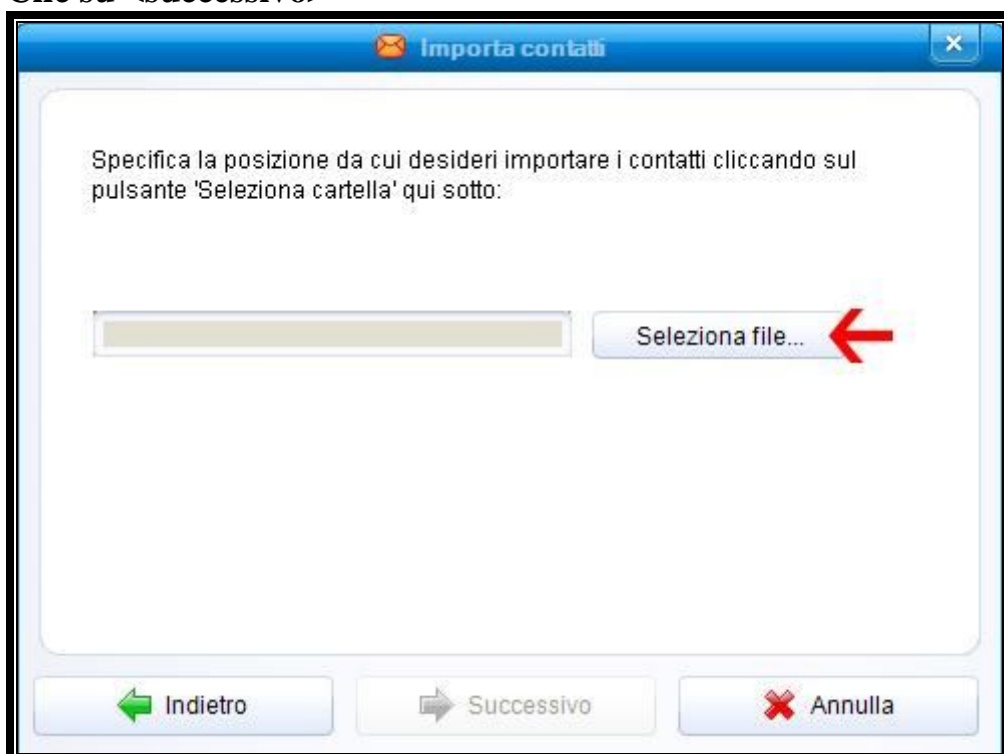 Importa contatti
Specifica la posizione da cui desideri importare i contatti cliccando sul
pulsante 'Seleziona cartella' qui sotto:
Seleziona file...
Indietro
Successivo
Annulla